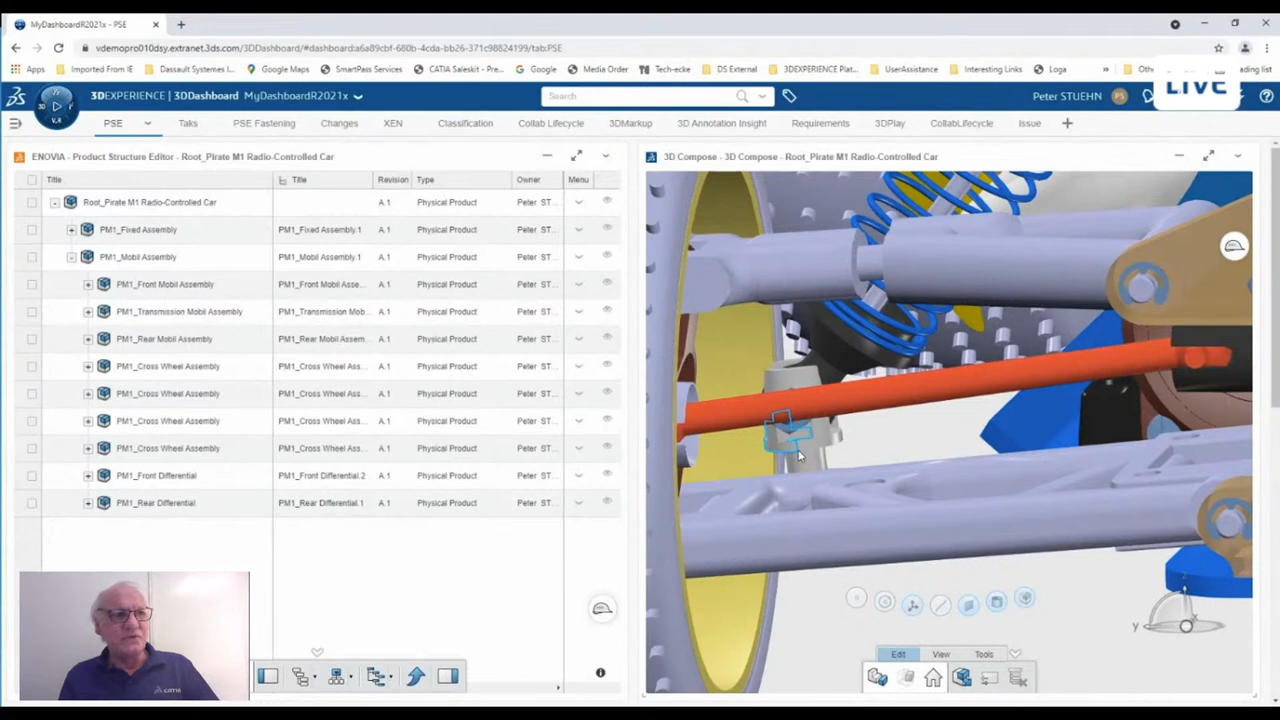 MyDashboardR2021x - PSE
vdemopro010dsy.extranet.3ds.com/3DDashboard/#dashboard:a6a89cbf-680b-4cda-bb26-371c98824199/tab:PSE
Apps Imported From IE Dassault Systemes I... Google Maps SmartPass Services CATIA Saleskit - Pre... Google Media Order Tech-ecke DS External 3DEXPERIENCE Plat... UserAssistance Interesting Links Loga » ding list
3DEXPERIENCE | 3DDashboard MyDashboardR2021x Search Peter STUEHN PS LIVE
3D V.R
PSE Taks PSE Fastening Changes XEN Classification Collab Lifecycle 3DMarkup 3D Annotation Insight Requirements 3DPlay CollabLifecycle Issue
ENOVIA - Product Structure Editor - Root_Pirate M1 Radio-Controlled Car
3D Compose - 3D Compose - Root_Pirate M1 Radio-Controlled Car
Title Title Revision Type Owner Menu
Root_Pirate M1 Radio-Controlled Car A.1 Physical Product Peter ST...
PM1_Fixed Assembly PM1_Fixed Assembly.1 A.1 Physical Product Peter ST...
PM1_Mobil Assembly PM1_Mobil Assembly.1 A.1 Physical Product Peter ST...
PM1_Front Mobil Assembly PM1_Front Mobil Asse... A.1 Physical Product Peter ST...
PM1_Transmission Mobil Assembly PM1_Transmission Mob... A.1 Physical Product Peter ST...
PM1_Rear Mobil Assembly PM1_Rear Mobil Assem... A.1 Physical Product Peter ST...
PM1_Cross Wheel Assembly PM1_Cross Wheel Ass... A.1 Physical Product Peter ST...
PM1_Cross Wheel Assembly PM1_Cross Wheel Ass... A.1 Physical Product Peter ST...
PM1_Cross Wheel Assembly PM1_Cross Wheel Ass... A.1 Physical Product Peter ST...
PM1_Cross Wheel Assembly PM1_Cross Wheel Ass... A.1 Physical Product Peter ST...
PM1_Front Differential PM1_Front Differential.2 A.1 Physical Product Peter ST...
PM1_Rear Differential PM1_Rear Differential.1 A.1 Physical Product Peter ST...
y x
Edit View Tools
CATIA